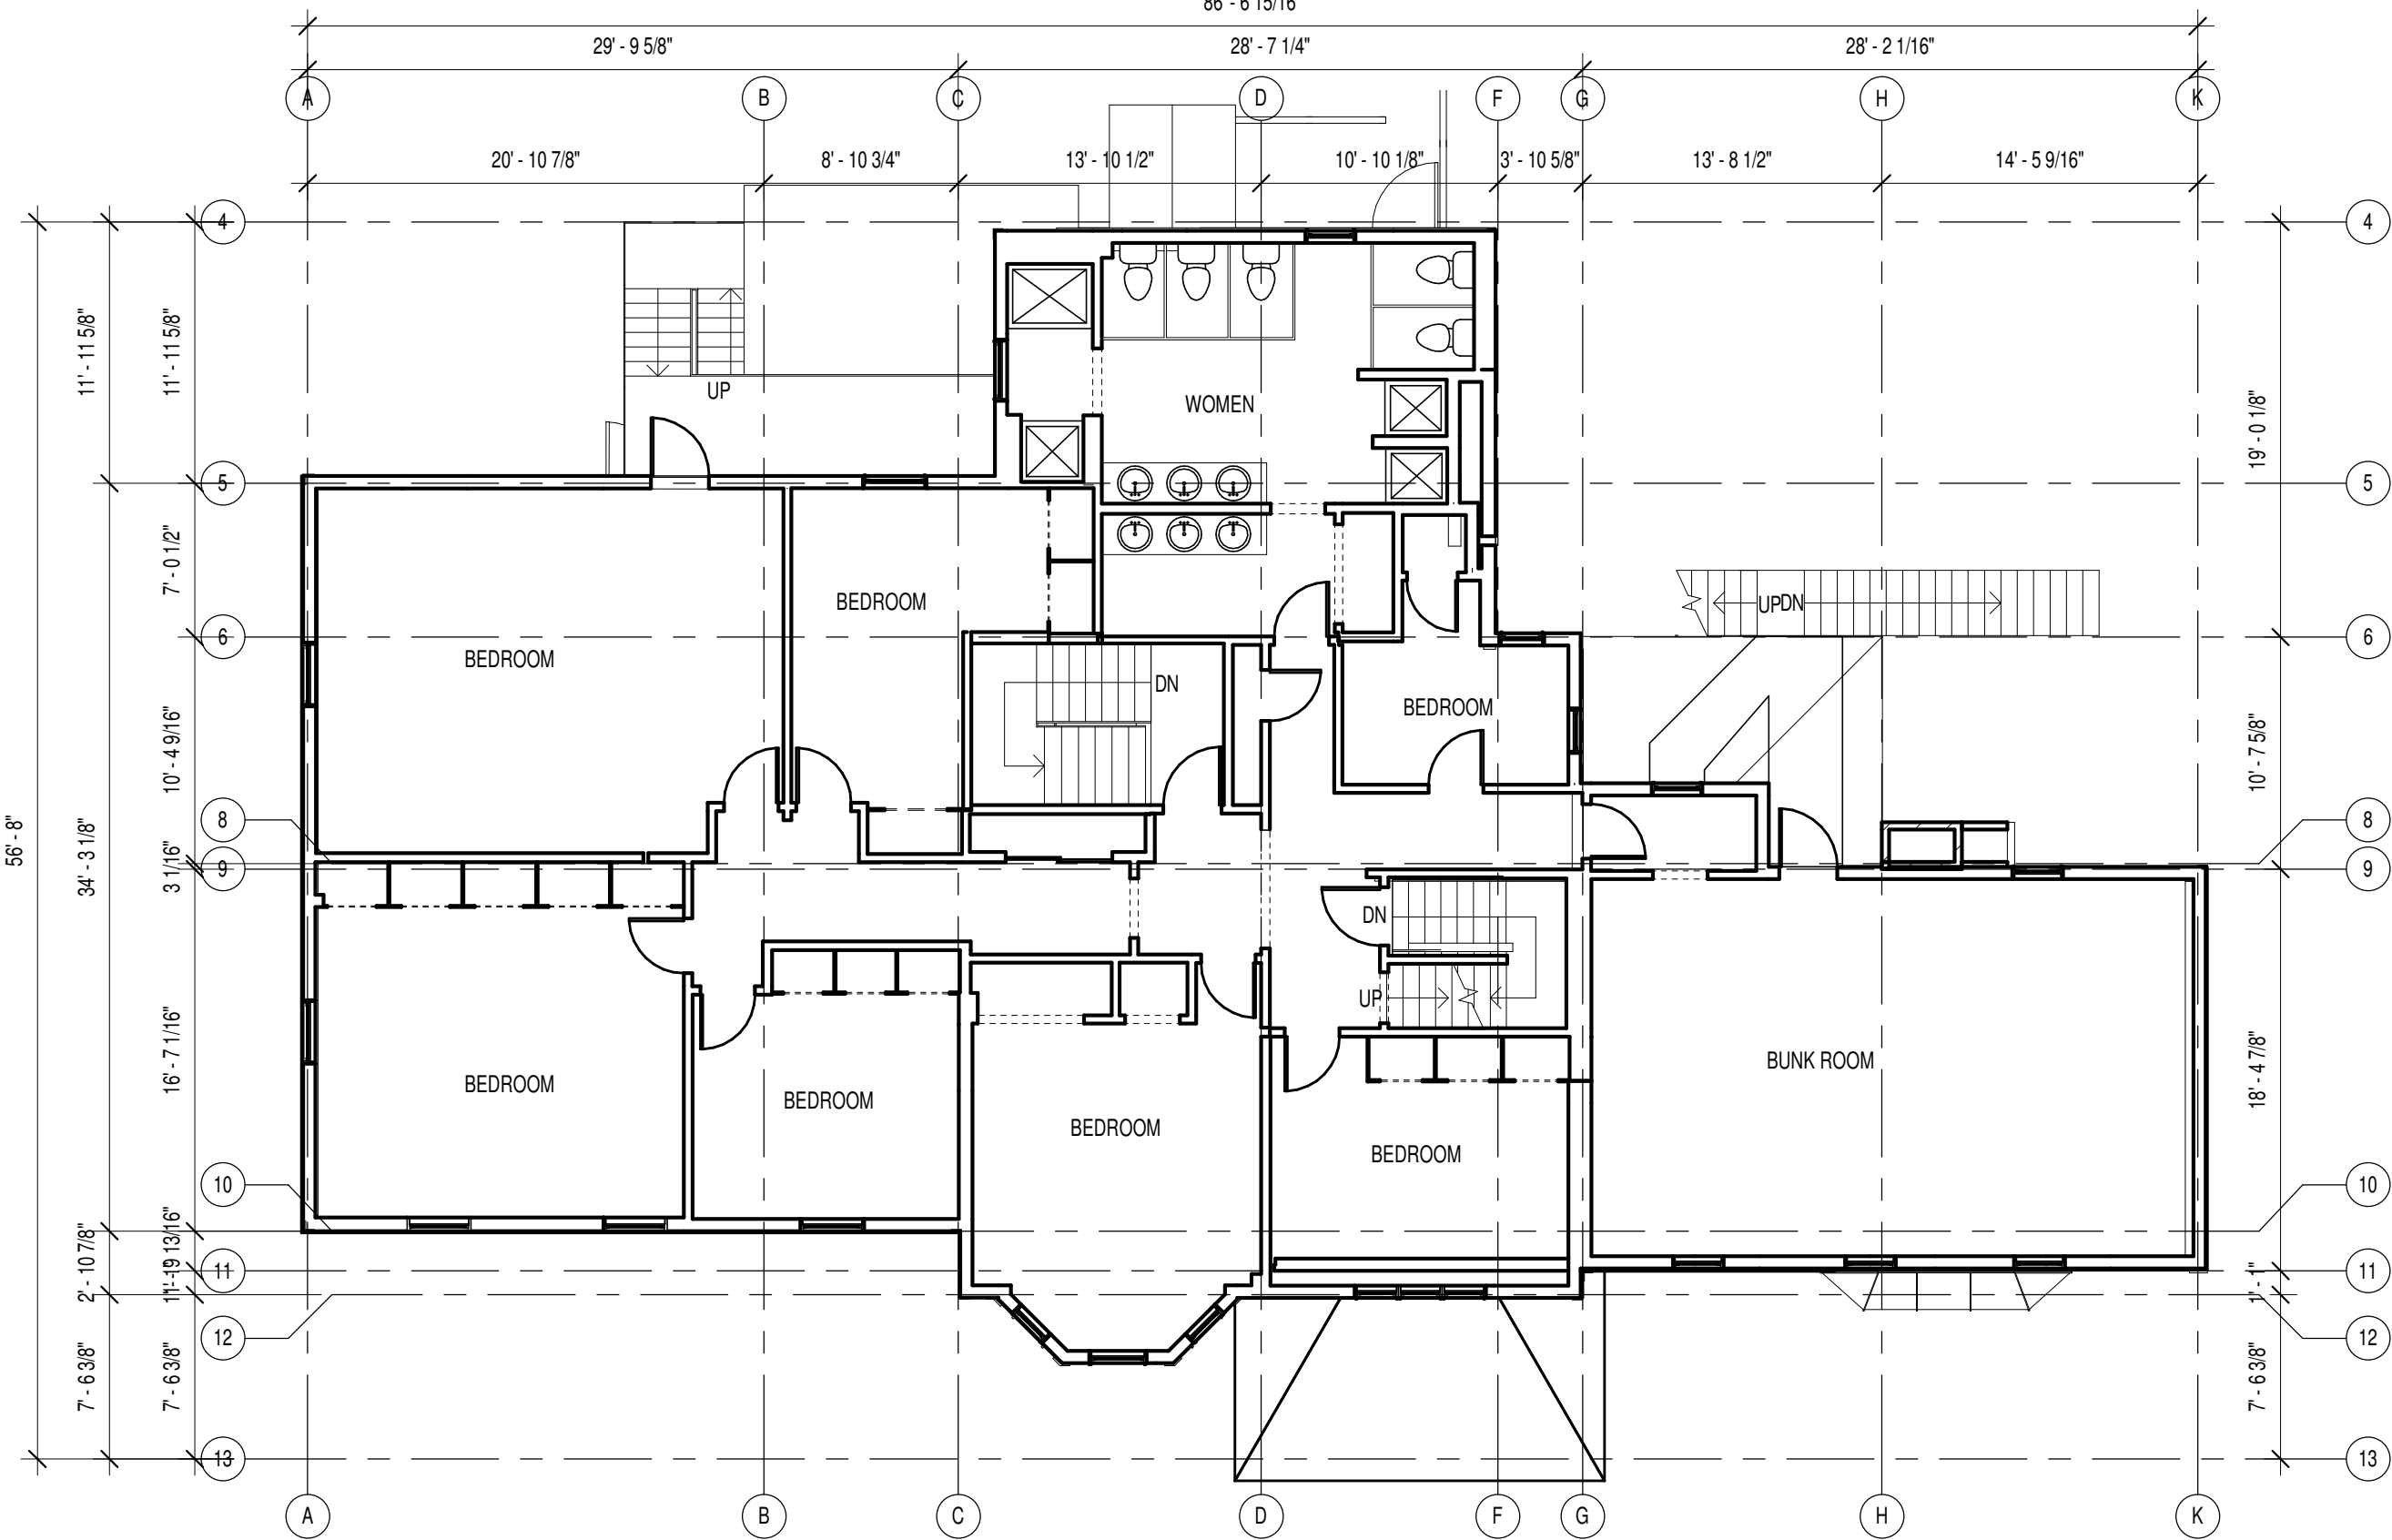 86' - 6 15/16"
29' - 9 5/8"
28' - 7 1/4"
28' - 2 1/16"
A
B
C
D
F
G
H
K
20' - 10 7/8"
8' - 10 3/4"
13' - 10 1/2"
10' - 10 1/8"
3' - 10 5/8"
13' - 8 1/2"
14' - 5 9/16"
4
4
11' - 11 5/8"
11' - 11 5/8"
UP
WOMEN
19' - 0 1/8"
5
5
7' - 0 1/2"
BEDROOM
UPDN
6
6
BEDROOM
DN
BEDROOM
10' - 4 9/16"
10' - 7 5/8"
56' - 8"
34' - 3 1/8"
8
8
3 1/16"
9
9
DN
UP
16' - 7 1/16"
BEDROOM
BEDROOM
BEDROOM
BEDROOM
BUNK ROOM
18' - 4 7/8"
10
10
2' - 10 7/8"
11
11
1' - 1"
12
12
7' - 6 3/8"
7' - 6 3/8"
7' - 6 3/8"
13
13
A
B
C
D
F
G
H
K